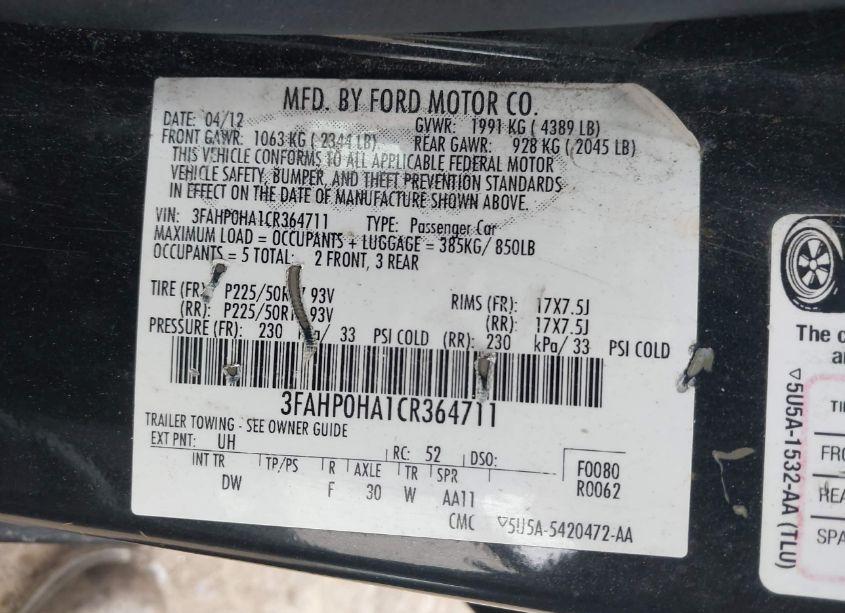 MFD. BY FORD MOTOR CO.
DATE: 04/12 GVWR: 1991 KG ( 4389 LB)
FRONT GAWR: 1063 KG ( 2344 LB) REAR GAWR: 928 KG ( 2045 LB)
THIS VEHICLE CONFORMS TO ALL APPLICABLE FEDERAL MOTOR
VEHICLE SAFETY, BUMPER, AND THEFT PREVENTION STANDARDS
IN EFFECT ON THE DATE OF MANUFACTURE SHOWN ABOVE.
VIN: 3FAHP0HA1CR364711 TYPE: Passenger Car
MAXIMUM LOAD = OCCUPANTS + LUGGAGE = 385KG/ 850LB
OCCUPANTS = 5 TOTAL: 2 FRONT, 3 REAR
TIRE (FR): 93V RIMS (FR): 17X7.5J
(RR): 93V (RR): 17X7.5J
PRESSURE (FR): 230 kPa/ 33 PSI COLD (RR): 230 kPa/ 33 PSI COLD
3FAHP0HA1CR364711
TRAILER TOWING - SEE OWNER GUIDE
EXT PNT: UH RC: 52 DSO: F0080
R0062
INT TR TP/PS R AXLE TR SPR
DW F 30 W AA11
CMC ▽5U5A-5420472-AA
The
▽5U5A-1532-AA (TLU)